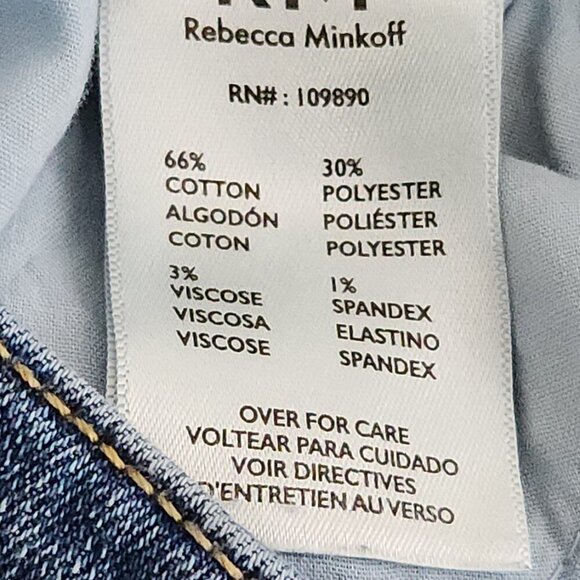 Rebecca Minkoff
RN# : 109890
66%
COTTON
ALGODÓN
COTON
30%
POLYESTER
POLIÉSTER
POLYESTER
3%
VISCOSE
VISCOSA
VISCOSE
1%
SPANDEX
ELASTINO
SPANDEX
OVER FOR CARE
VOLTEAR PARA CUIDADO
VOIR DIRECTIVES
D'ENTRETIEN AU VERSO